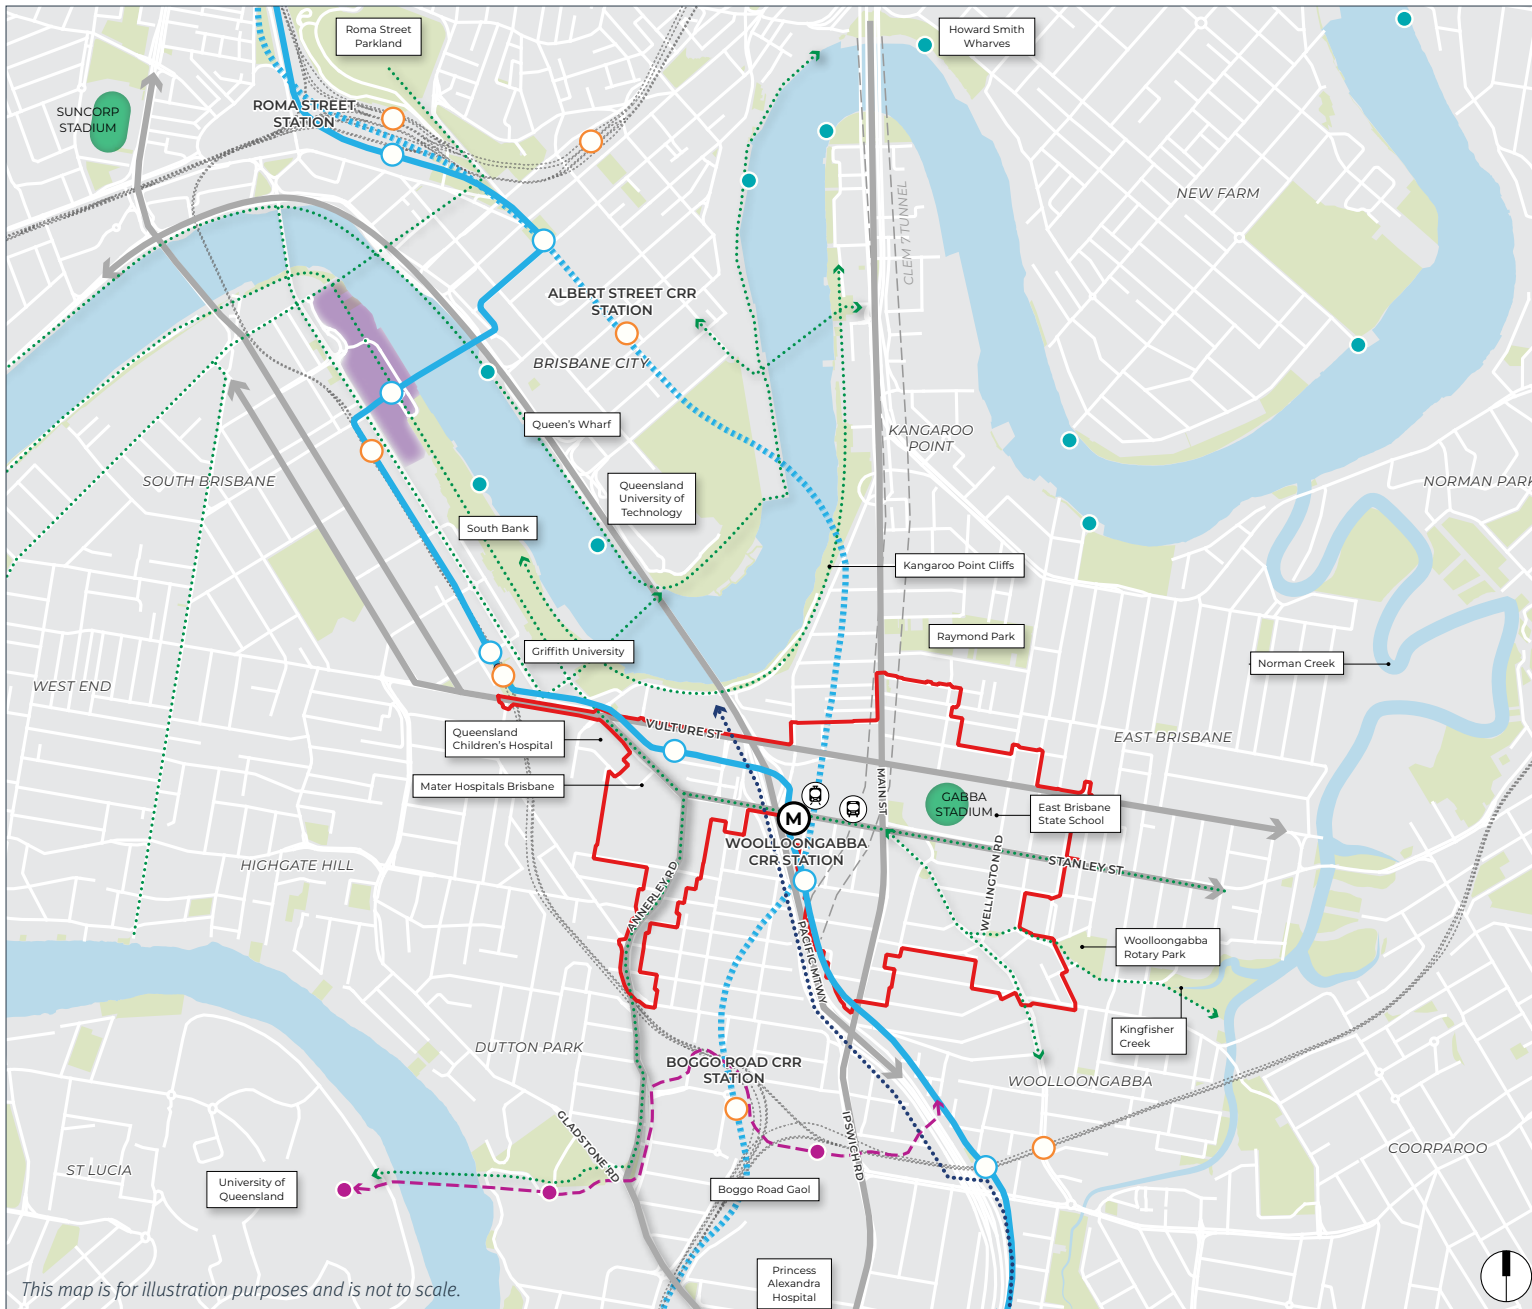 Roma Street
Parkland
Howard Smith
Wharves
SUNCORP
STADIUM
ROMA STREET
STATION
NEW FARM
CLEM 7 TUNNEL
ALBERT STREET CRR
STATION
BRISBANE CITY
Queen's Wharf
KANGAROO
POINT
SOUTH BRISBANE
NORMAN PARK
Queensland
University of
Technology
South Bank
Kangaroo Point Cliffs
Raymond Park
Griffith University
Norman Creek
WEST END
VULTURE ST
Queensland
Children's Hospital
EAST BRISBANE
Mater Hospitals Brisbane
MAIN ST
GABBA
STADIUM
East Brisbane
State School
M
WOOLLOONGABBA
CRR STATION
HIGHGATE HILL
STANLEY ST
ANNERLEY RD
WELLINGTON RD
PACIFIC MTWY
Woolloongabba
Rotary Park
Kingfisher
Creek
DUTTON PARK
BOGGO ROAD CRR
STATION
WOOLLOONGABBA
GLADSTONE RD
IPSWICH RD
COORPAROO
ST LUCIA
University of
Queensland
Boggo Road Gaol
Princess
Alexandra
Hospital
This map is for illustration purposes and is not to scale.